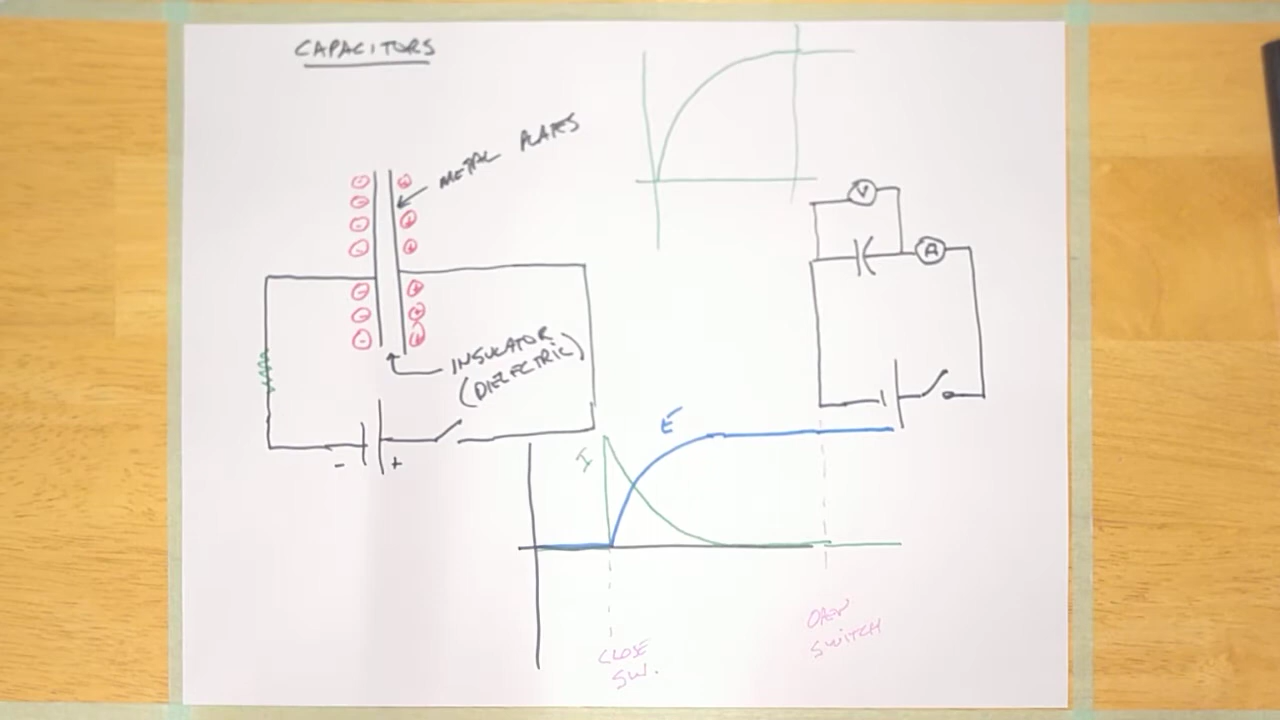 CAPACITORS
METAL PLATES
V
A
INSULATOR
(DIELECTRIC)
- +
E
I
CLOSE
SW.
OPEN
SWITCH